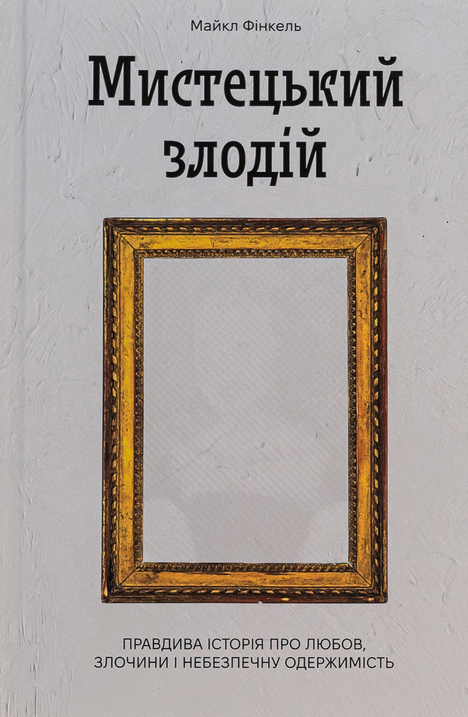 Майкл Фінкель
Мистецький
злодій
ПРАВДИВА ІСТОРІЯ ПРО ЛЮБОВ,
ЗЛОЧИНИ І НЕБЕЗПЕЧНУ ОДЕРЖИМІСТЬ